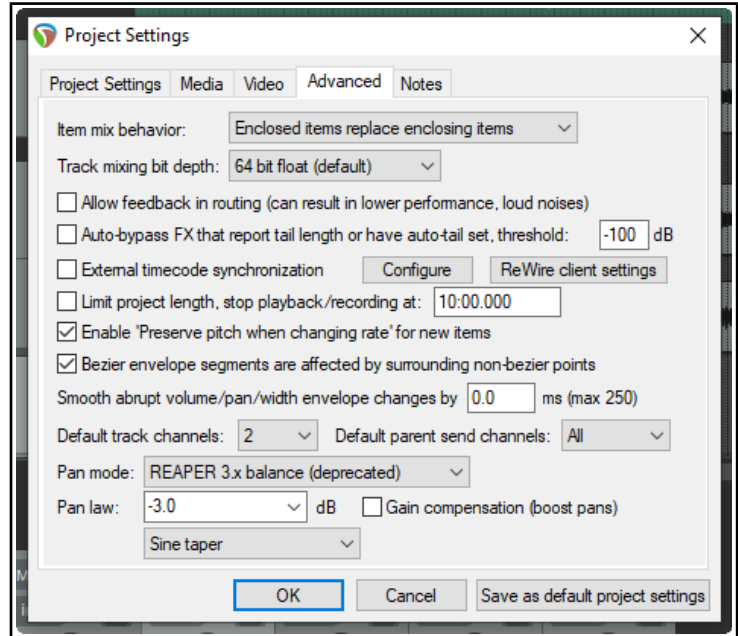 Project Settings
Project Settings Media Video Advanced Notes
Item mix behavior: Enclosed items replace enclosing items
Track mixing bit depth: 64 bit float (default)
Allow feedback in routing (can result in lower performance, loud noises)
Auto-bypass FX that report tail length or have auto-tail set, threshold: -100 dB
External timecode synchronization Configure ReWire client settings
Limit project length, stop playback/recording at: 10:00.000
Enable 'Preserve pitch when changing rate' for new items
Bezier envelope segments are affected by surrounding non-bezier points
Smooth abrupt volume/pan/width envelope changes by 0.0 ms (max 250)
Default track channels: 2 Default parent send channels: All
Pan mode: REAPER 3.x balance (deprecated)
Pan law: -3.0 dB Gain compensation (boost pans)
Sine taper
OK Cancel Save as default project settings